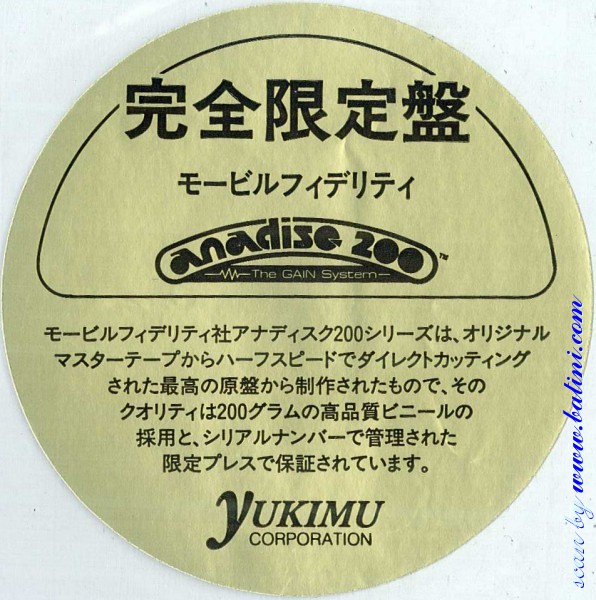 完全限定盤
モービルフィデリティ
anadisc 200™
The GAIN System
モービルフィデリティ社アナディスク200シリーズは、オリジナル
マスターテープからハーフスピードでダイレクトカッティング
された最高の原盤から制作されたもので、その
クオリティは200グラムの高品質ビニールの
採用と、シリアルナンバーで管理された
限定プレスで保証されています。
YUKIMU
CORPORATION
scan by www.balini.com